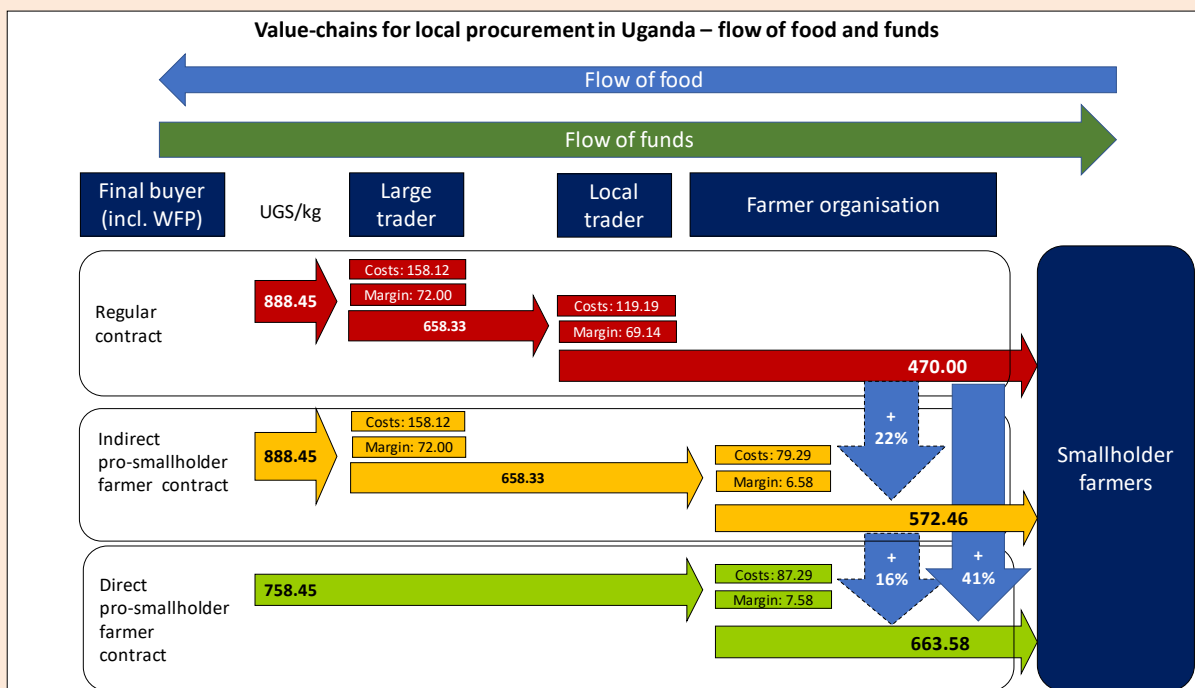 Value-chains for local procurement in Uganda – flow of food and funds
Flow of food
Flow of funds
Final buyer
(incl. WFP)
UGS/kg
Large
trader
Local
trader
Farmer organisation
Regular
contract
888.45
Costs: 158.12
Margin: 72.00
658.33
Costs: 119.19
Margin: 69.14
470.00
+
22%
Indirect
pro-smallholder
farmer contract
888.45
Costs: 158.12
Margin: 72.00
658.33
Costs: 79.29
Margin: 6.58
572.46
+
16%
+
41%
Direct
pro-smallholder
farmer
contract
758.45
Costs: 87.29
Margin: 7.58
663.58
Smallholder
farmers